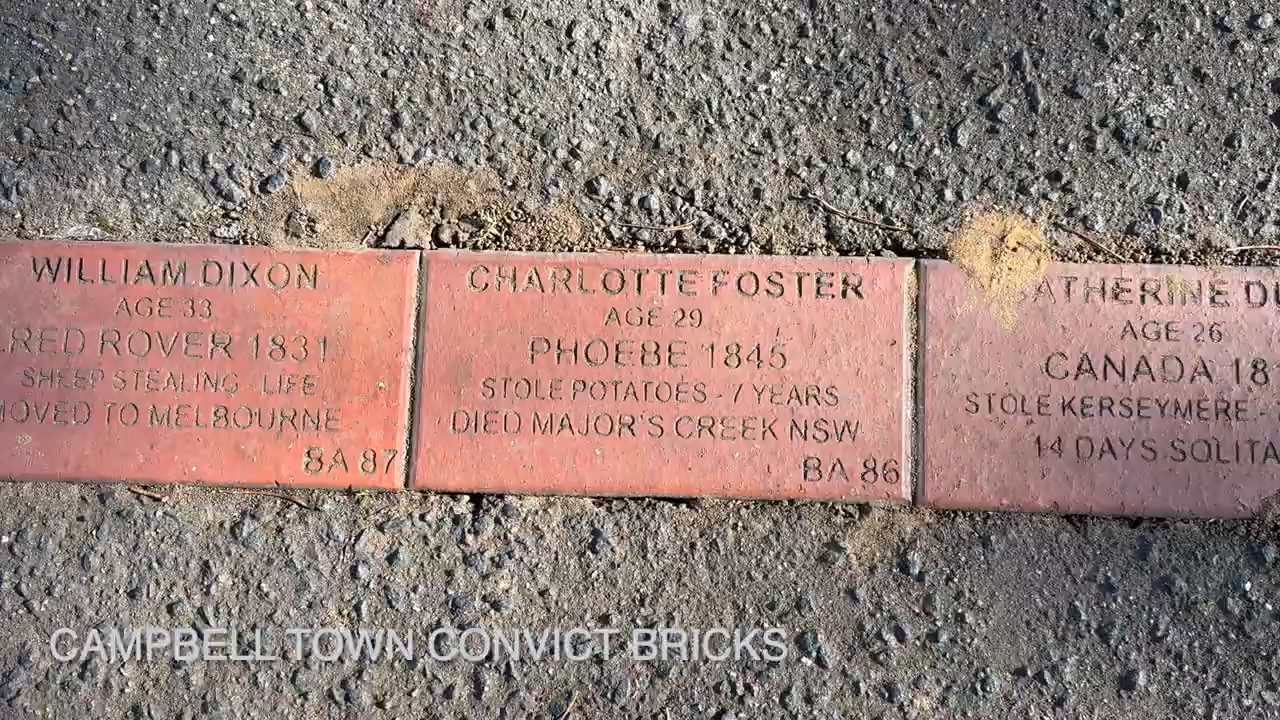 WILLIAM DIXON
AGE 33
RED ROVER 1831
SHEEP STEALING - LIFE
MOVED TO MELBOURNE
BA 87
CHARLOTTE FOSTER
AGE 29
PHOEBE 1845
STOLE POTATOES - 7 YEARS
DIED MAJOR'S CREEK NSW
BA 86
ATHERINE
AGE 26
CANADA 18
STOLE KERSEYMERE -
14 DAYS SOLITA
CAMPBELL TOWN CONVICT BRICKS